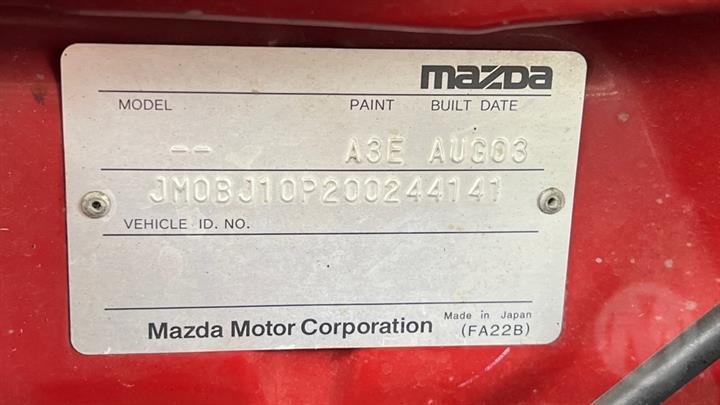 mazda
MODEL PAINT BUILT DATE
-- A3E AUG03
JM0BJ10P200244141
VEHICLE ID. NO.
Made in Japan
Mazda Motor Corporation (FA22B)